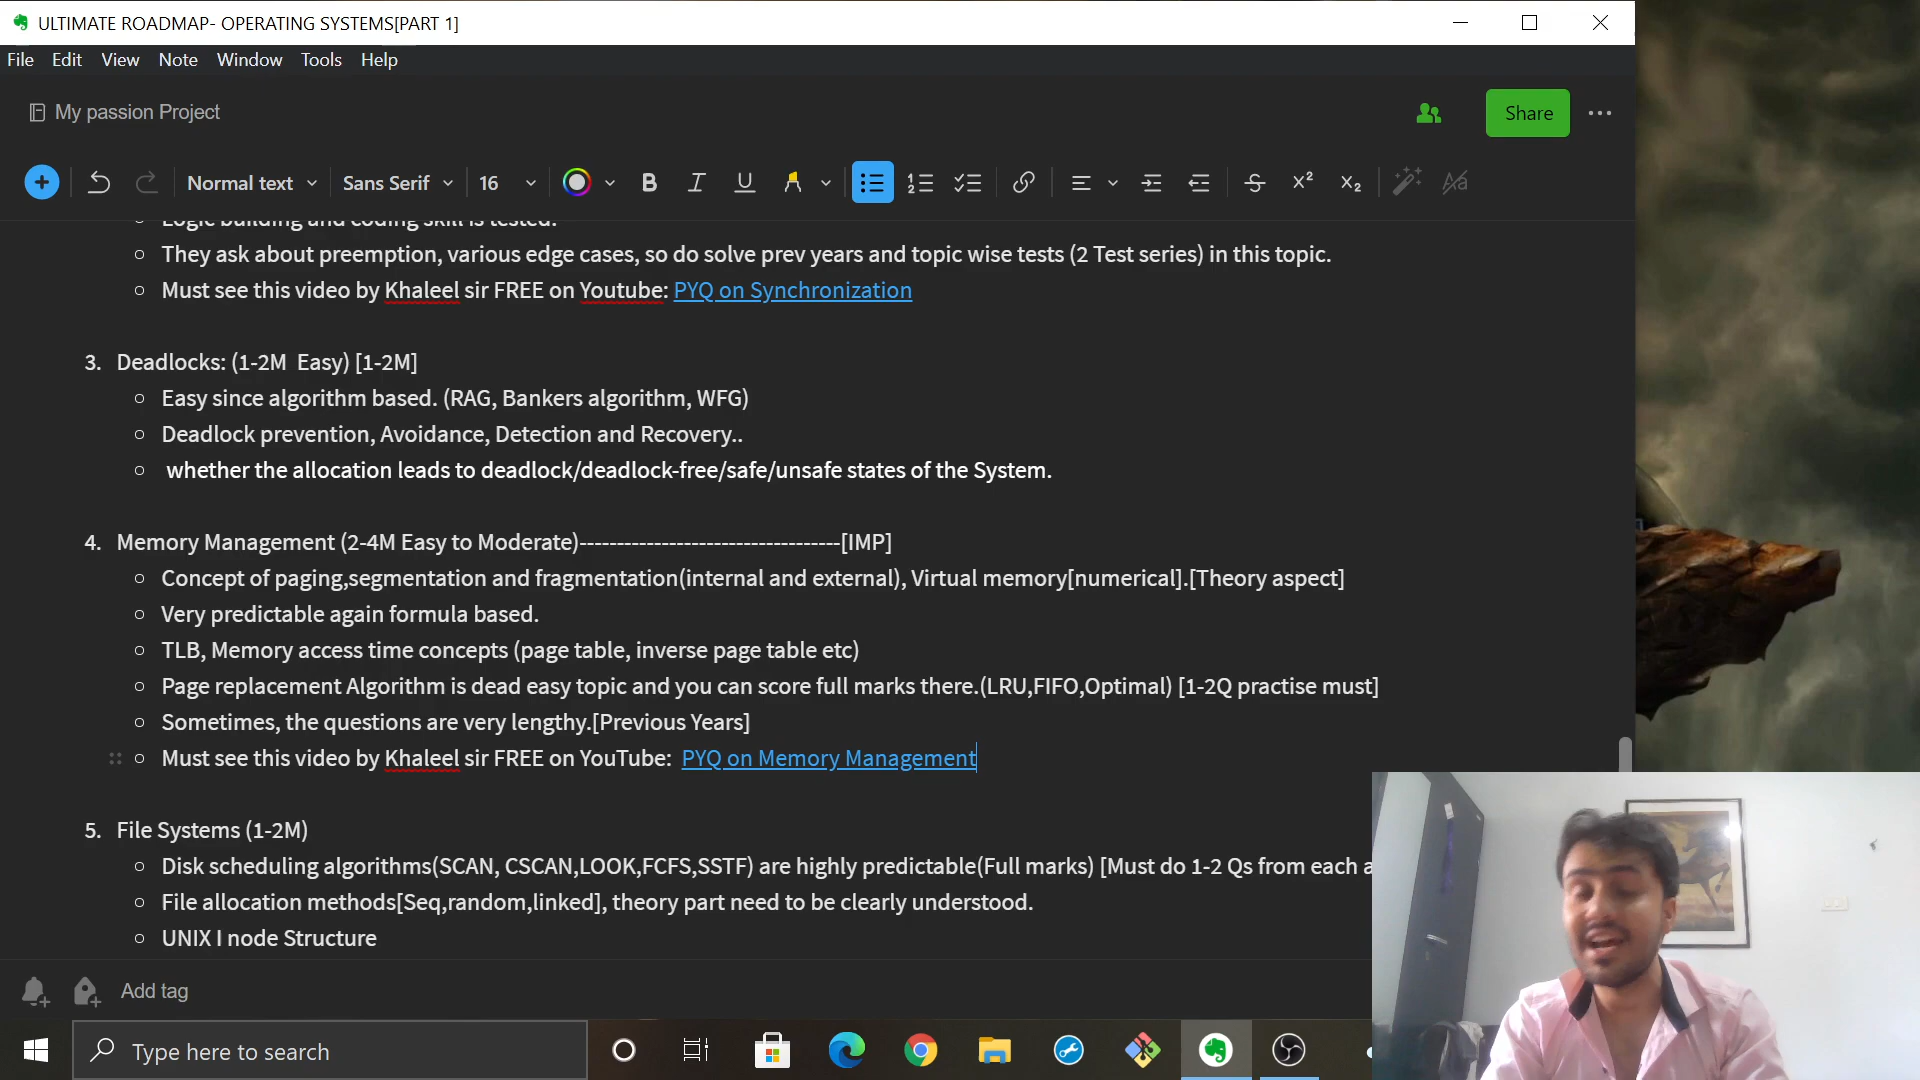 ULTIMATE ROADMAP- OPERATING SYSTEMS[PART 1]
File Edit View Note Window Tools Help
My passion Project
Share
Normal text Sans Serif 16
Logic building and coding skill is tested.
They ask about preemption, various edge cases, so do solve prev years and topic wise tests (2 Test series) in this topic.
Must see this video by Khaleel sir FREE on Youtube: PYQ on Synchronization
3. Deadlocks: (1-2M Easy) [1-2M]
Easy since algorithm based. (RAG, Bankers algorithm, WFG)
Deadlock prevention, Avoidance, Detection and Recovery..
whether the allocation leads to deadlock/deadlock-free/safe/unsafe states of the System.
4. Memory Management (2-4M Easy to Moderate)-----------------------------------[IMP]
Concept of paging,segmentation and fragmentation(internal and external), Virtual memory[numerical].[Theory aspect]
Very predictable again formula based.
TLB, Memory access time concepts (page table, inverse page table etc)
Page replacement Algorithm is dead easy topic and you can score full marks there.(LRU,FIFO,Optimal) [1-2Q practise must]
Sometimes, the questions are very lengthy.[Previous Years]
Must see this video by Khaleel sir FREE on YouTube: PYQ on Memory Management
5. File Systems (1-2M)
Disk scheduling algorithms(SCAN, CSCAN,LOOK,FCFS,SSTF) are highly predictable(Full marks) [Must do 1-2 Qs from each a
File allocation methods[Seq,random,linked], theory part need to be clearly understood.
UNIX I node Structure
Add tag
Type here to search